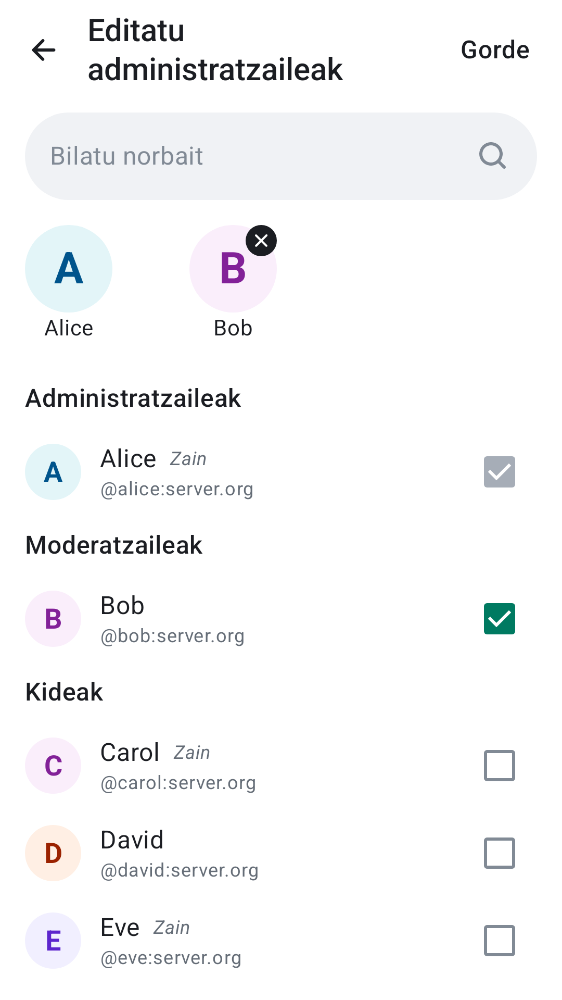 Editatu
administratzaileak
Gorde
Bilatu norbait
A
B
Alice
Bob
Administratzaileak
A
Alice Zain
@alice:server.org
Moderatzaileak
B
Bob
@bob:server.org
Kideak
C
Carol Zain
@carol:server.org
D
David
@david:server.org
E
Eve Zain
@eve:server.org